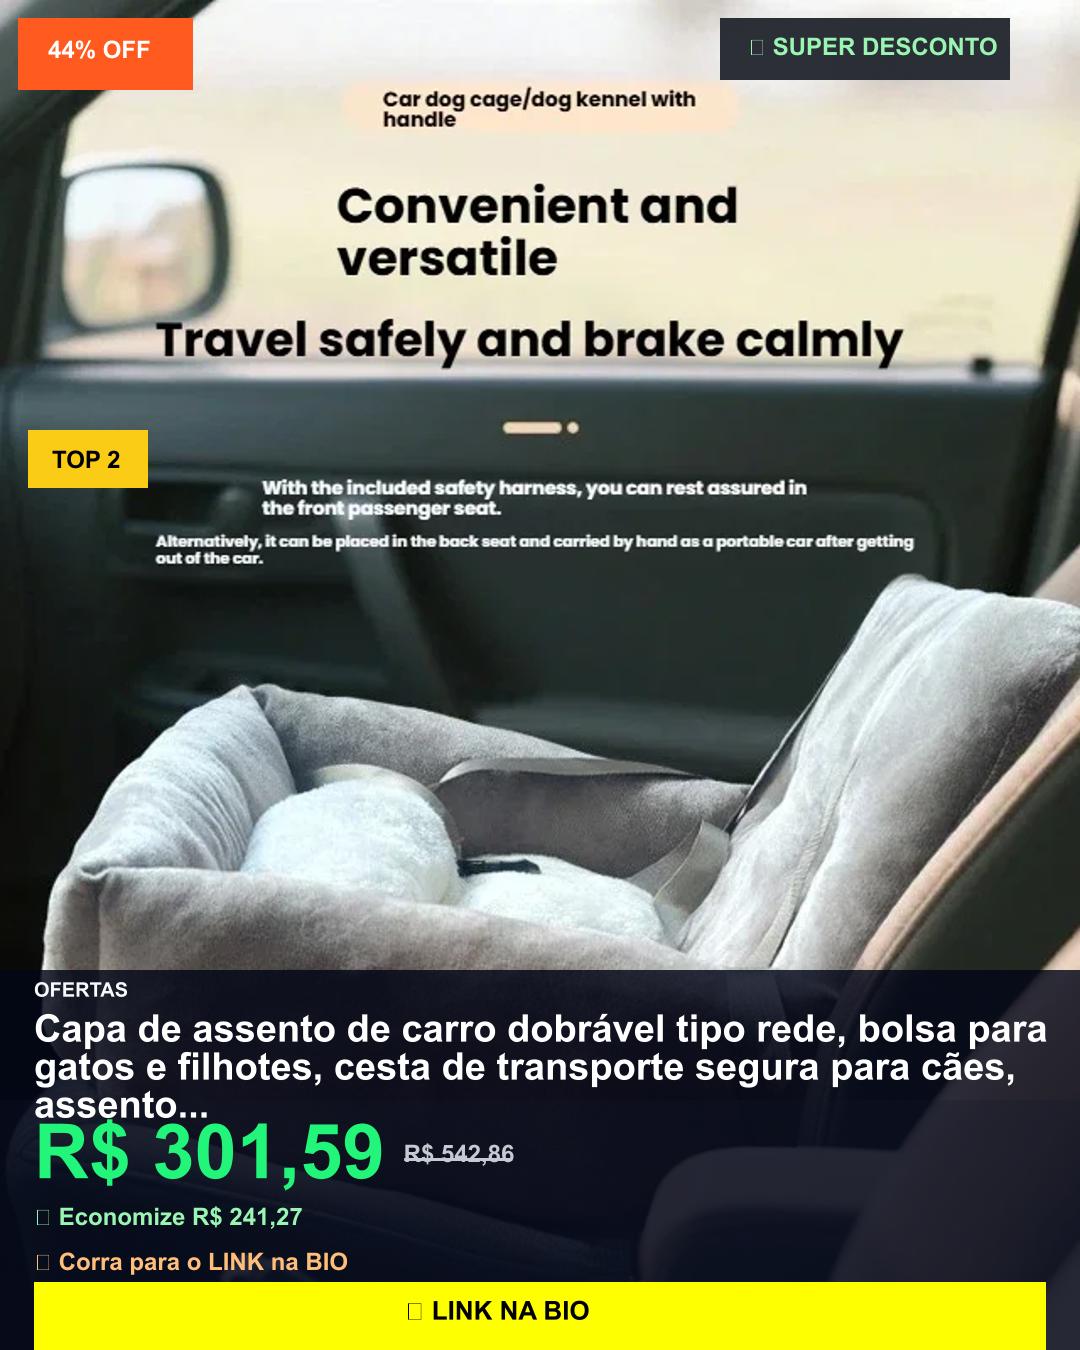 44% OFF
SUPER DESCONTO
Car dog cage/dog kennel with
handle
Convenient and
versatile
Travel safely and brake calmly
TOP 2
With the included safety harness, you can rest assured in
the front passenger seat.
Alternatively, it can be placed in the back seat and carried by hand as a portable car after getting
out of the car.
OFERTAS
Capa de assento de carro dobrável tipo rede, bolsa para
gatos e filhotes, cesta de transporte segura para cães,
assento...
R$ 301,59 R$ 542,86
Economize R$ 241,27
Corra para o LINK na BIO
LINK NA BIO